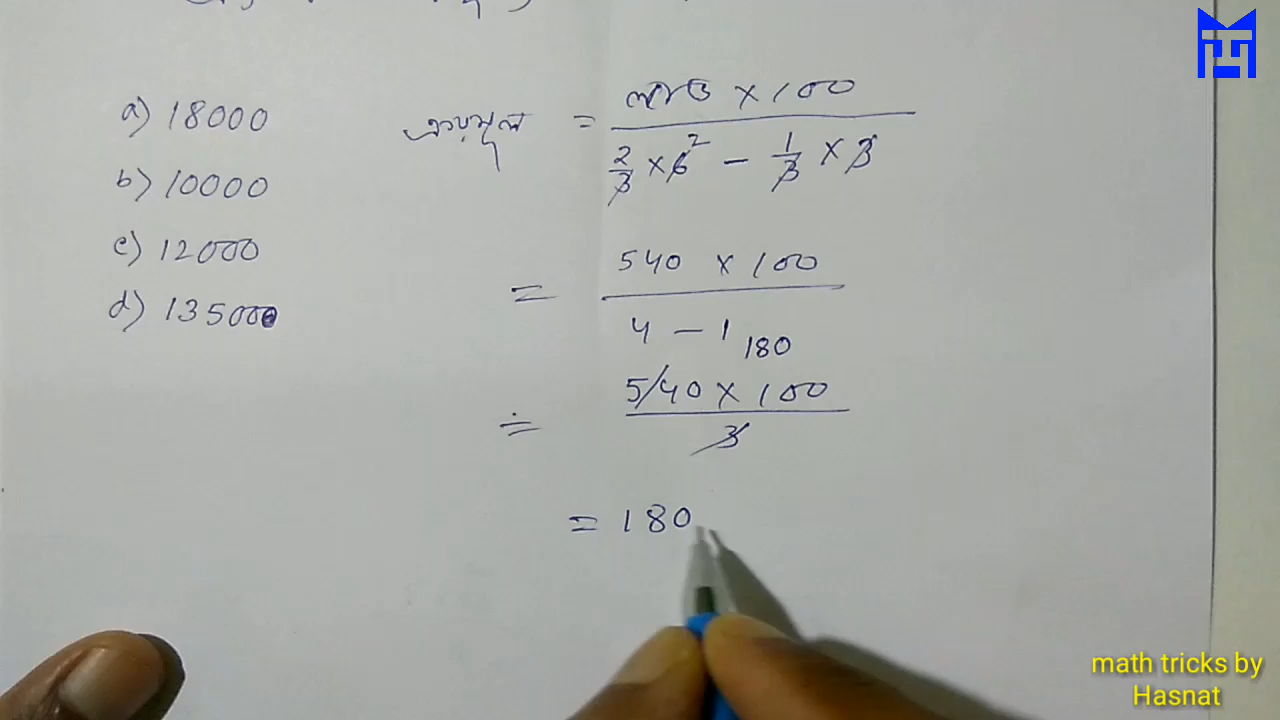 a) 18000
b) 10000
c) 12000
d) 135000
= লাভ × 100 / 2/3 × 6² - 1/3 × 3
= 540 × 100 / 4 - 1
180
= 540 × 100 / 3
= 180
math tricks by
Hasnat